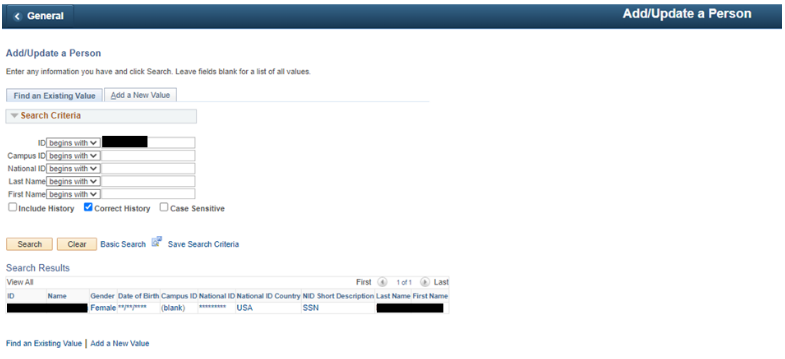 General
Add/Update a Person
Add/Update a Person
Enter any information you have and click Search. Leave fields blank for a list of all values.
Find an Existing Value Add a New Value
Search Criteria
ID begins with
Campus ID begins with
National ID begins with
Last Name begins with
First Name begins with
Include History Correct History Case Sensitive
Search Clear Basic Search Save Search Criteria
Search Results
View All First 1 of 1 Last
ID Name Gender Date of Birth Campus ID National ID National ID Country NID Short Description Last Name First Name
Female **/**/**** (blank) ********* USA SSN
Find an Existing Value | Add a New Value